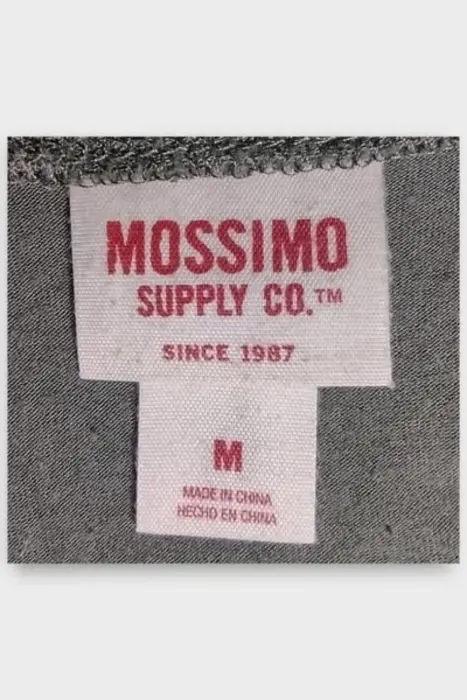 MOSSIMO
SUPPLY CO.™
SINCE 1987
M
MADE IN CHINA
HECHO EN CHINA